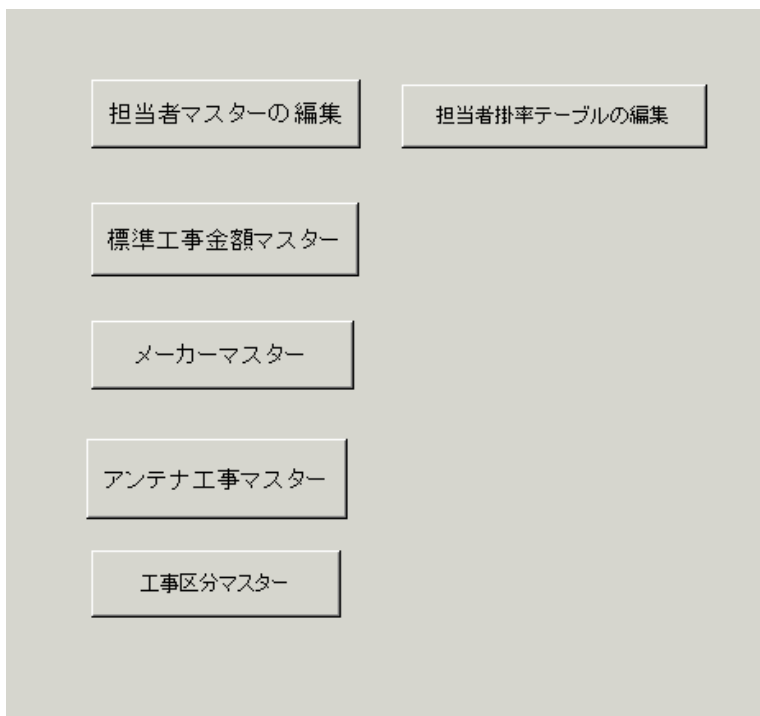 担当者マスターの編集
担当者掛率テーブルの編集
標準工事金額マスター
メーカーマスター
アンテナ工事マスター
工事区分マスター